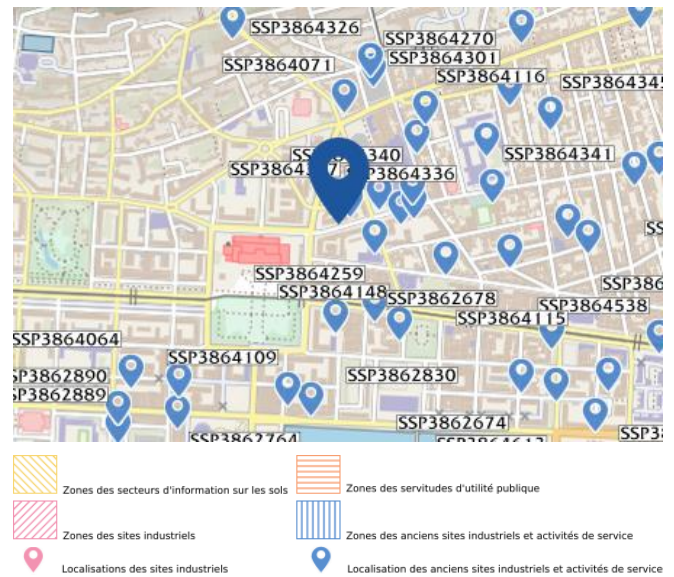 SSP3864326
SSP3864270
SSP3864301
SSP3864071
SSP3864116
SSP3864341
SSP3864336
SSP3864259
SSP3864148
SSP3862678
SSP3864538
SSP3864115
SSP3864064
SSP3864109
SSP3862830
SSP3862674
Zones des secteurs d'information sur les sols
Zones des servitudes d'utilité publique
Zones des sites industriels
Zones des anciens sites industriels et activités de service
Localisations des sites industriels
Localisation des anciens sites industriels et activités de service